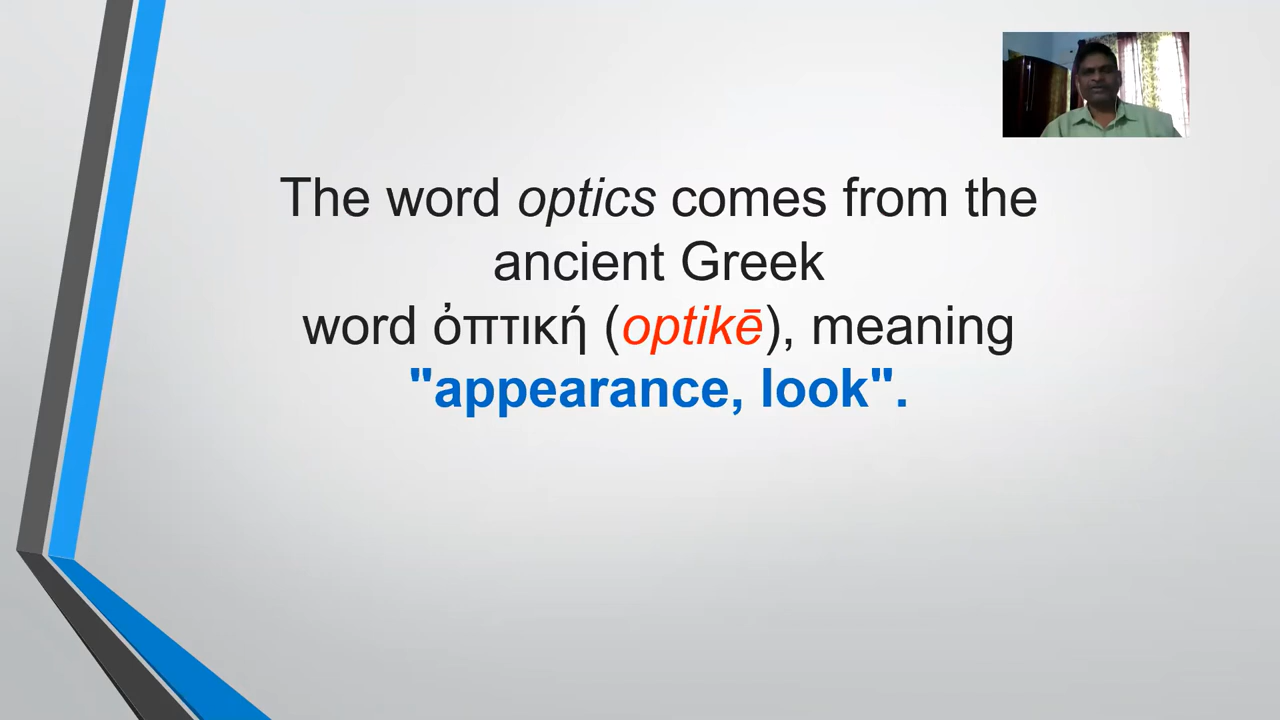 The word optics comes from the
ancient Greek
word ὀπτική (optikē), meaning
"appearance, look".